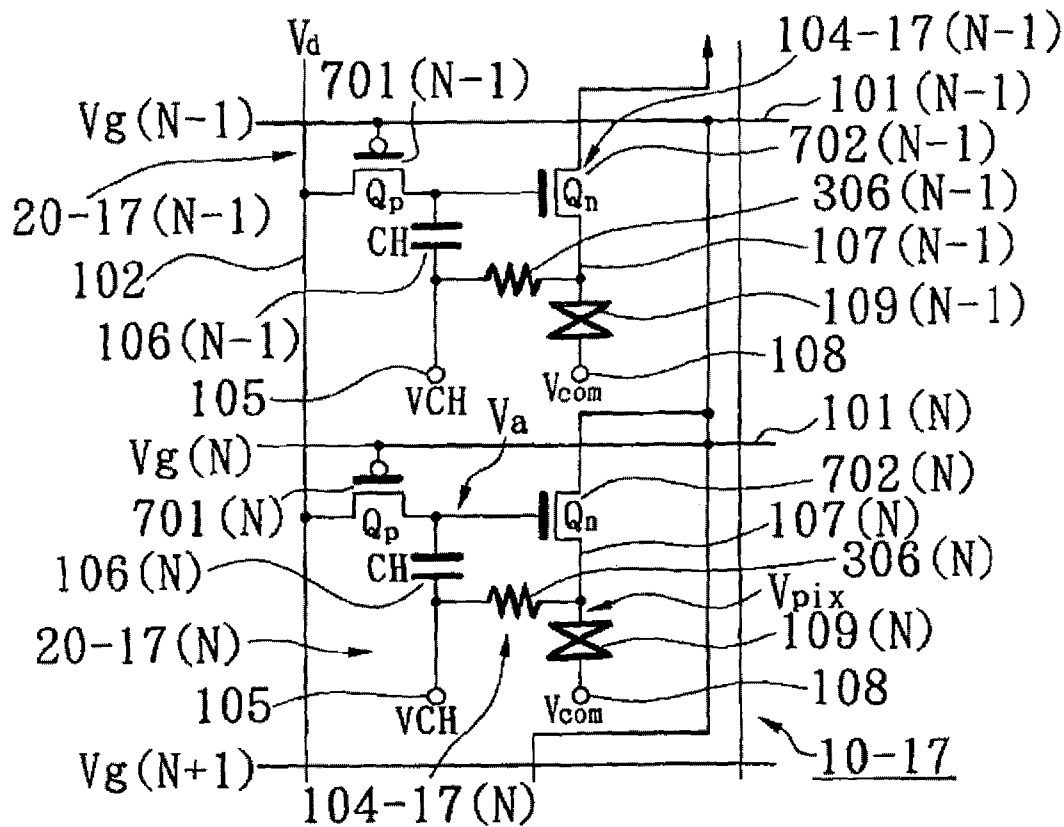 Vd
104-17(N-1)
701(N-1)
101(N-1)
Vg(N-1)
702(N-1)
Qp
Qn
20-17(N-1)
306(N-1)
CH
107(N-1)
102
109(N-1)
106(N-1)
108
105
VCH
Vcom
Va
101(N)
Vg(N)
702(N)
701(N)
Qp
Qn
107(N)
106(N)
CH
306(N)
Vpix
20-17(N)
109(N)
105
VCH
Vcom
108
Vg(N+1)
10-17
104-17(N)